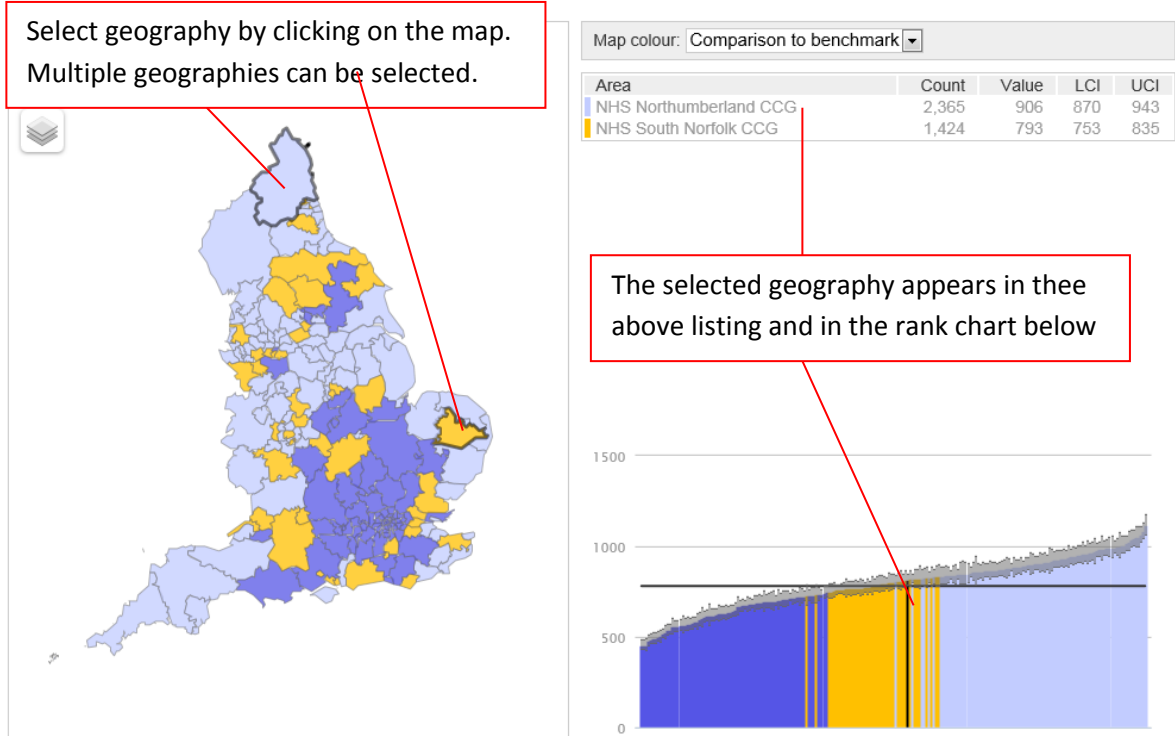 Select geography by clicking on the map.
Multiple geographies can be selected.
Map colour: Comparison to benchmark
Area Count Value LCI UCI
NHS Northumberland CCG 2,365 906 870 943
NHS South Norfolk CCG 1,424 793 753 835
The selected geography appears in thee
above listing and in the rank chart below
1500
1000
500
0